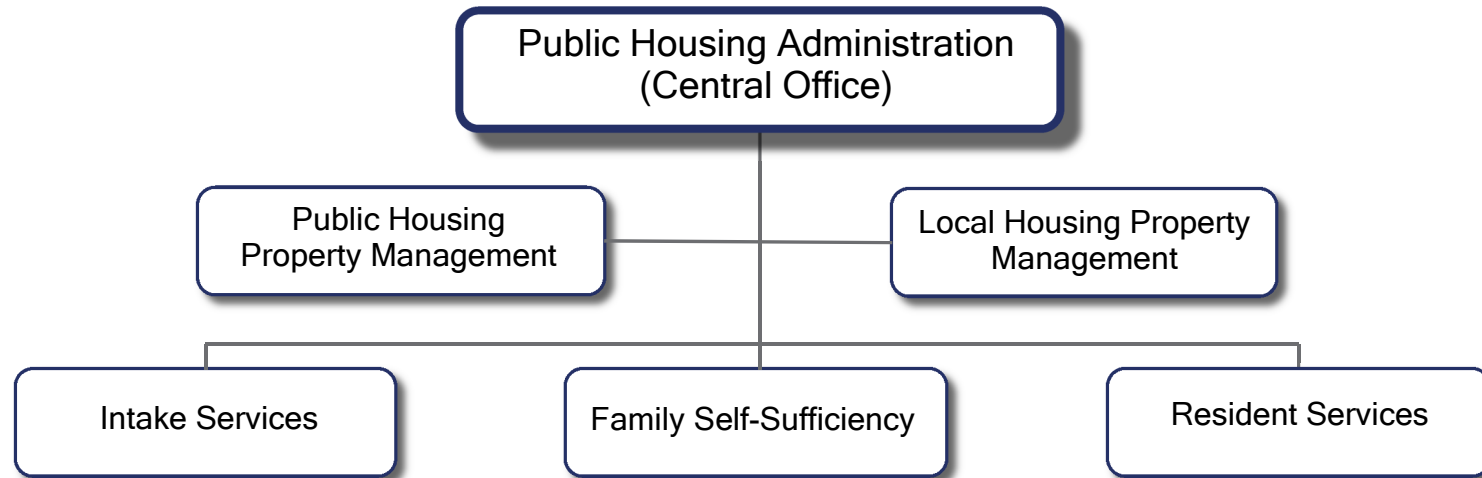 Public Housing Administration
(Central Office)
Public Housing
Property Management
Local Housing Property
Management
Intake Services
Family Self-Sufficiency
Resident Services